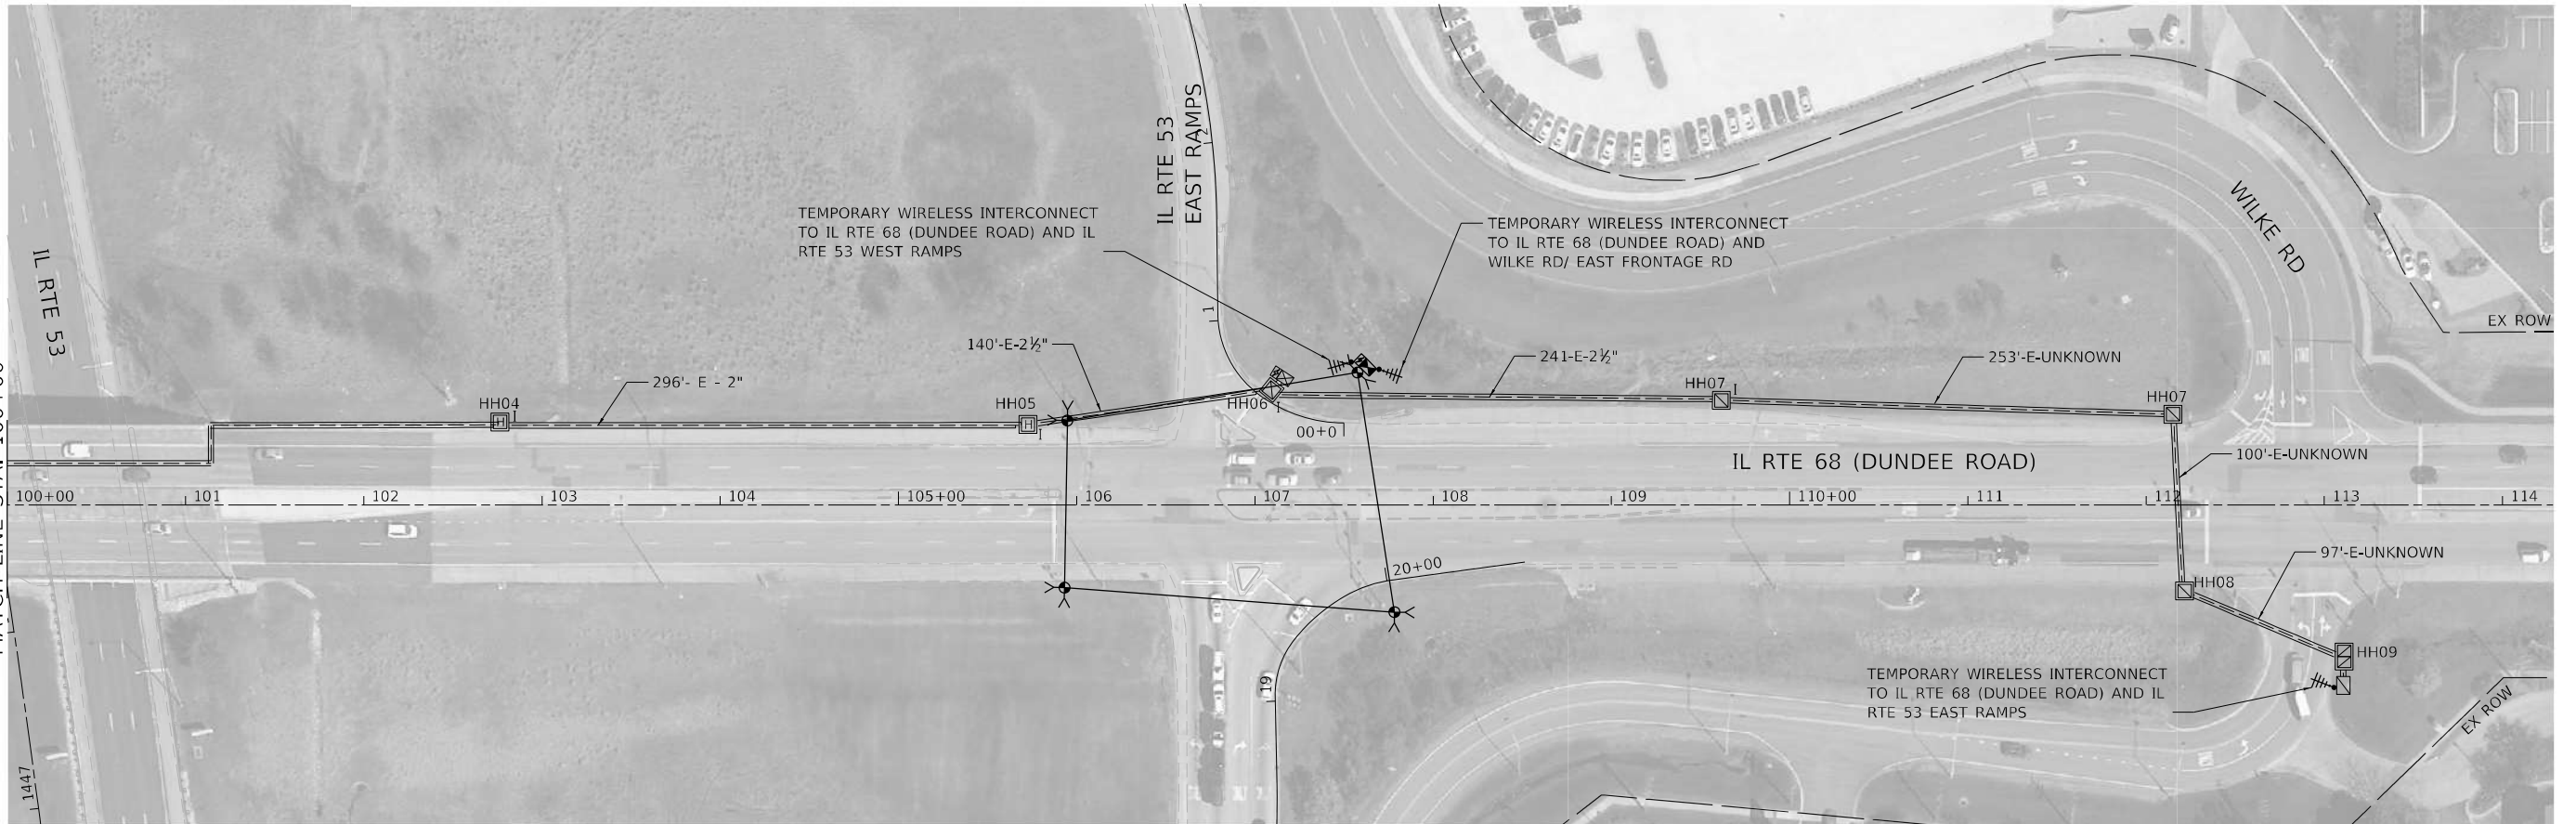 IL RTE 53
EAST RAMPS
2
1
TEMPORARY WIRELESS INTERCONNECT
TO IL RTE 68 (DUNDEE ROAD) AND IL
RTE 53 WEST RAMPS
TEMPORARY WIRELESS INTERCONNECT
TO IL RTE 68 (DUNDEE ROAD) AND
WILKE RD/ EAST FRONTAGE RD
WILKE RD
EX ROW
IL RTE 53
296'- E - 2"
140'-E-2½"
241-E-2½"
253'-E-UNKNOWN
HH04
I
HH05
I
HH06
I
HH07
I
HH07
10+00
IL RTE 68 (DUNDEE ROAD)
100'-E-UNKNOWN
100+00
101
102
103
104
105+00
106
107
108
109
110+00
111
112
113
114
20+00
19
97'-E-UNKNOWN
HH08
HH09
TEMPORARY WIRELESS INTERCONNECT
TO IL RTE 68 (DUNDEE ROAD) AND IL
RTE 53 EAST RAMPS
EX ROW
1447